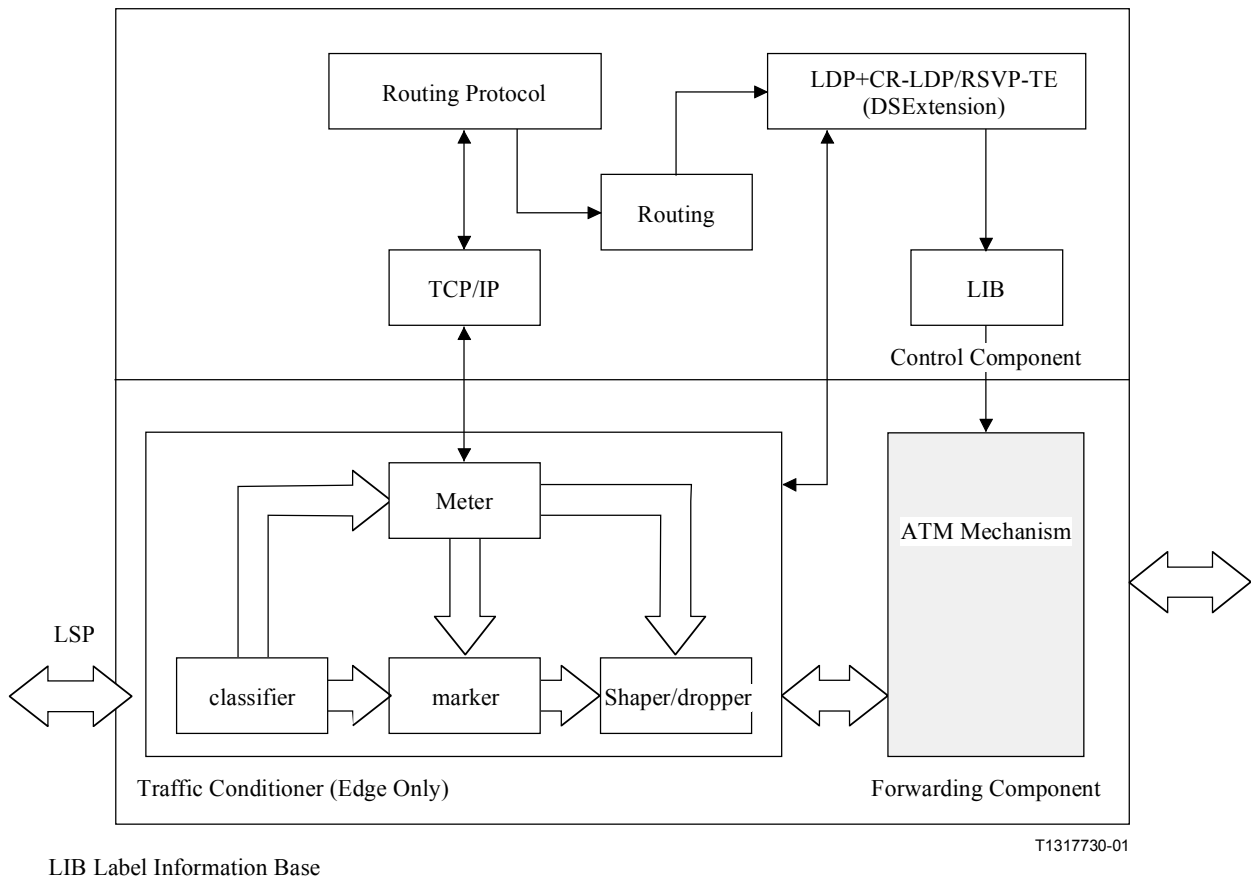 Routing Protocol
LDP+CR-LDP/RSVP-TE
(DSExtension)
Routing
TCP/IP
LIB
Control Component
Meter
ATM Mechanism
LSP
classifier
marker
Shaper/dropper
Traffic Conditioner (Edge Only)
Forwarding Component
T1317730-01
LIB Label Information Base